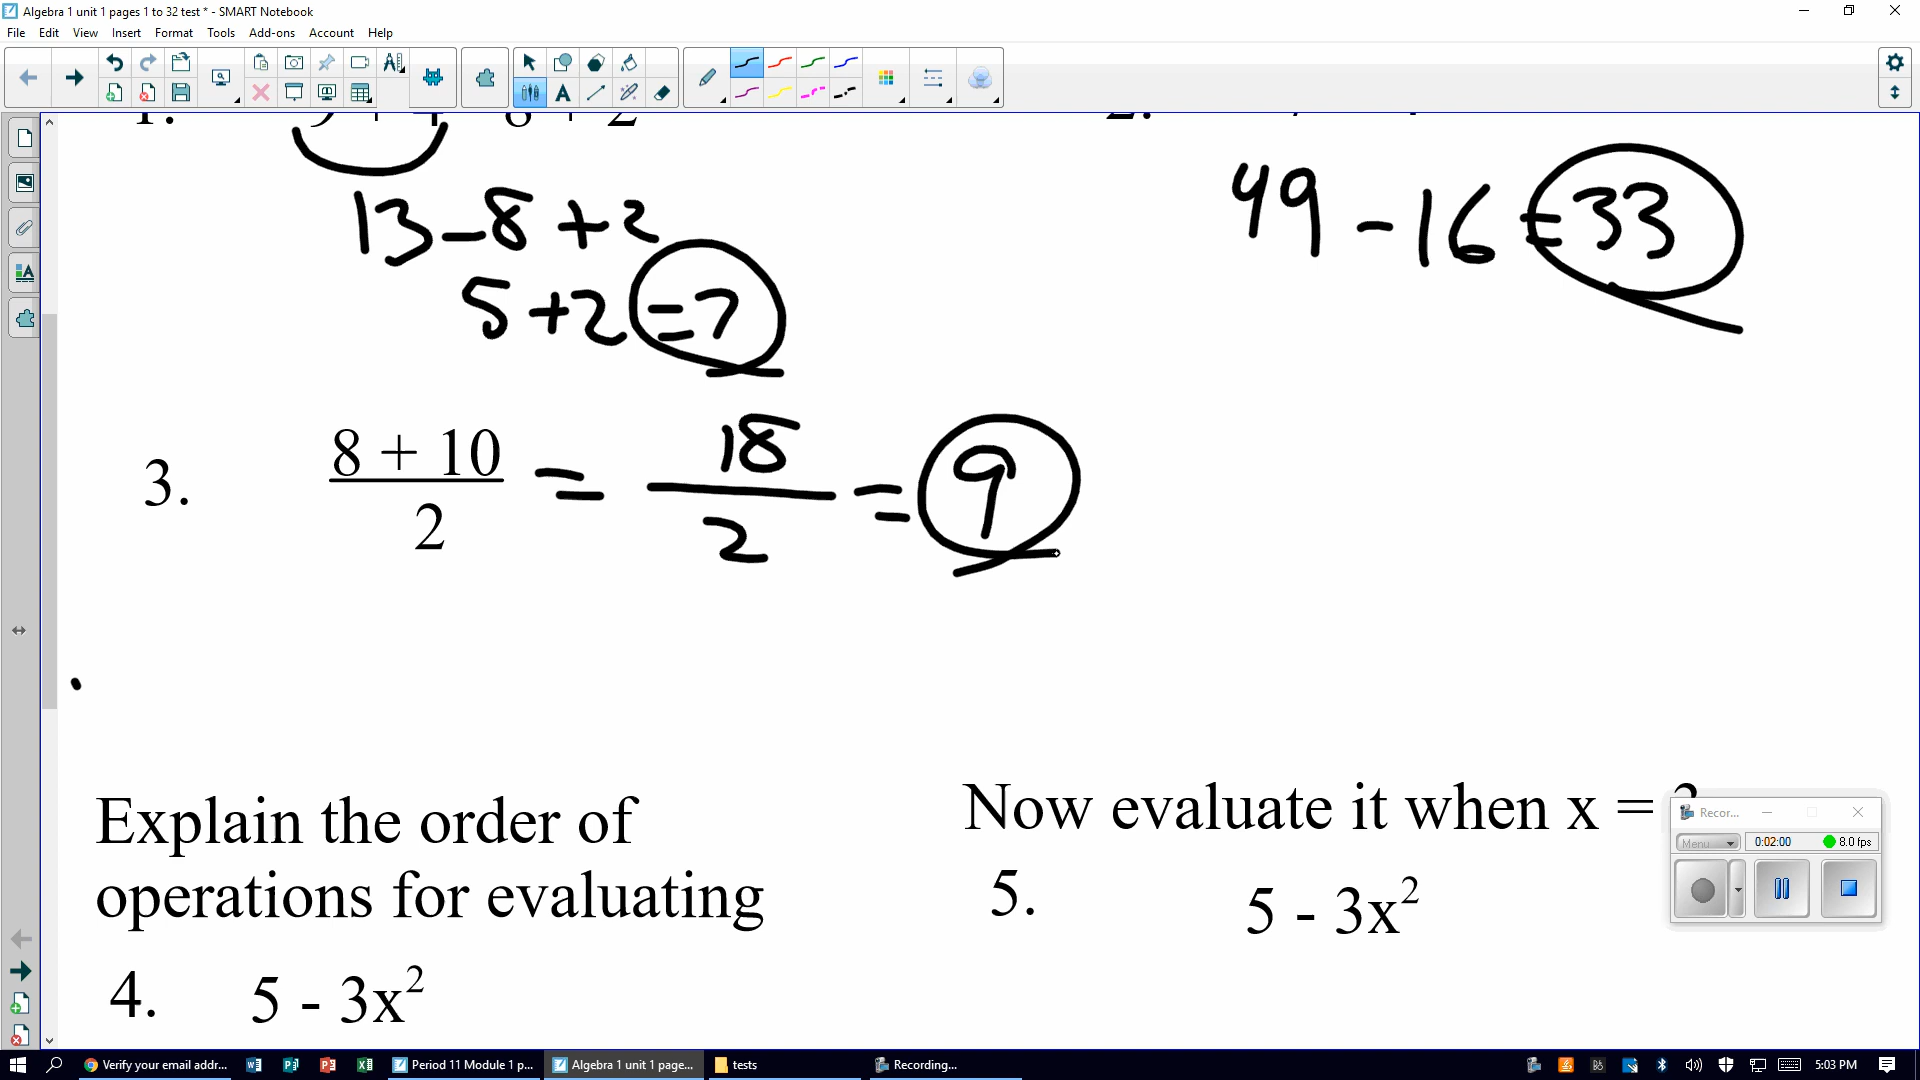 Algebra 1 unit 1 pages 1 to 32 test * - SMART Notebook
File Edit View Insert Format Tools Add-ons Account Help
13 - 8 + 2
5 + 2 = 7
49 - 16 = 33
3. 8 + 10 / 2 = 18 / 2 = 9
Explain the order of
operations for evaluating
4. 5 - 3x²
Now evaluate it when x =
5. 5 - 3x²
Recor...
Menu 0:02:00 8.0 fps
Verify your email addr... Period 11 Module 1 p... Algebra 1 unit 1 page... tests Recording... 5:03 PM